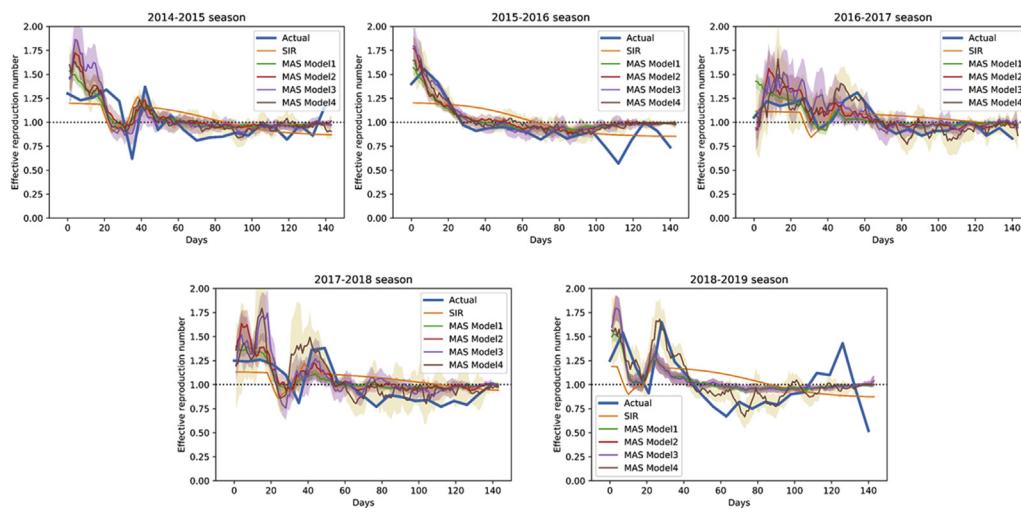 2014-2015 season
2.00
1.75
1.50
1.25
1.00
0.75
0.50
0.25
0.00
Effective reproduction number
0 20 40 60 80 100 120 140
Days
Actual
SIR
MAS Model1
MAS Model2
MAS Model3
MAS Model4
2015-2016 season
2.00
1.75
1.50
1.25
1.00
0.75
0.50
0.25
0.00
Effective reproduction number
0 20 40 60 80 100 120 140
Days
Actual
SIR
MAS Model1
MAS Model2
MAS Model3
MAS Model4
2016-2017 season
2.00
1.75
1.50
1.25
1.00
0.75
0.50
0.25
0.00
Effective reproduction number
0 20 40 60 80 100 120 140
Days
Actual
SIR
MAS Model1
MAS Model2
MAS Model3
MAS Model4
2017-2018 season
2.00
1.75
1.50
1.25
1.00
0.75
0.50
0.25
0.00
Effective reproduction number
0 20 40 60 80 100 120 140
Days
Actual
SIR
MAS Model1
MAS Model2
MAS Model3
MAS Model4
2018-2019 season
2.00
1.75
1.50
1.25
1.00
0.75
0.50
0.25
0.00
Effective reproduction number
0 20 40 60 80 100 120 140
Days
Actual
SIR
MAS Model1
MAS Model2
MAS Model3
MAS Model4